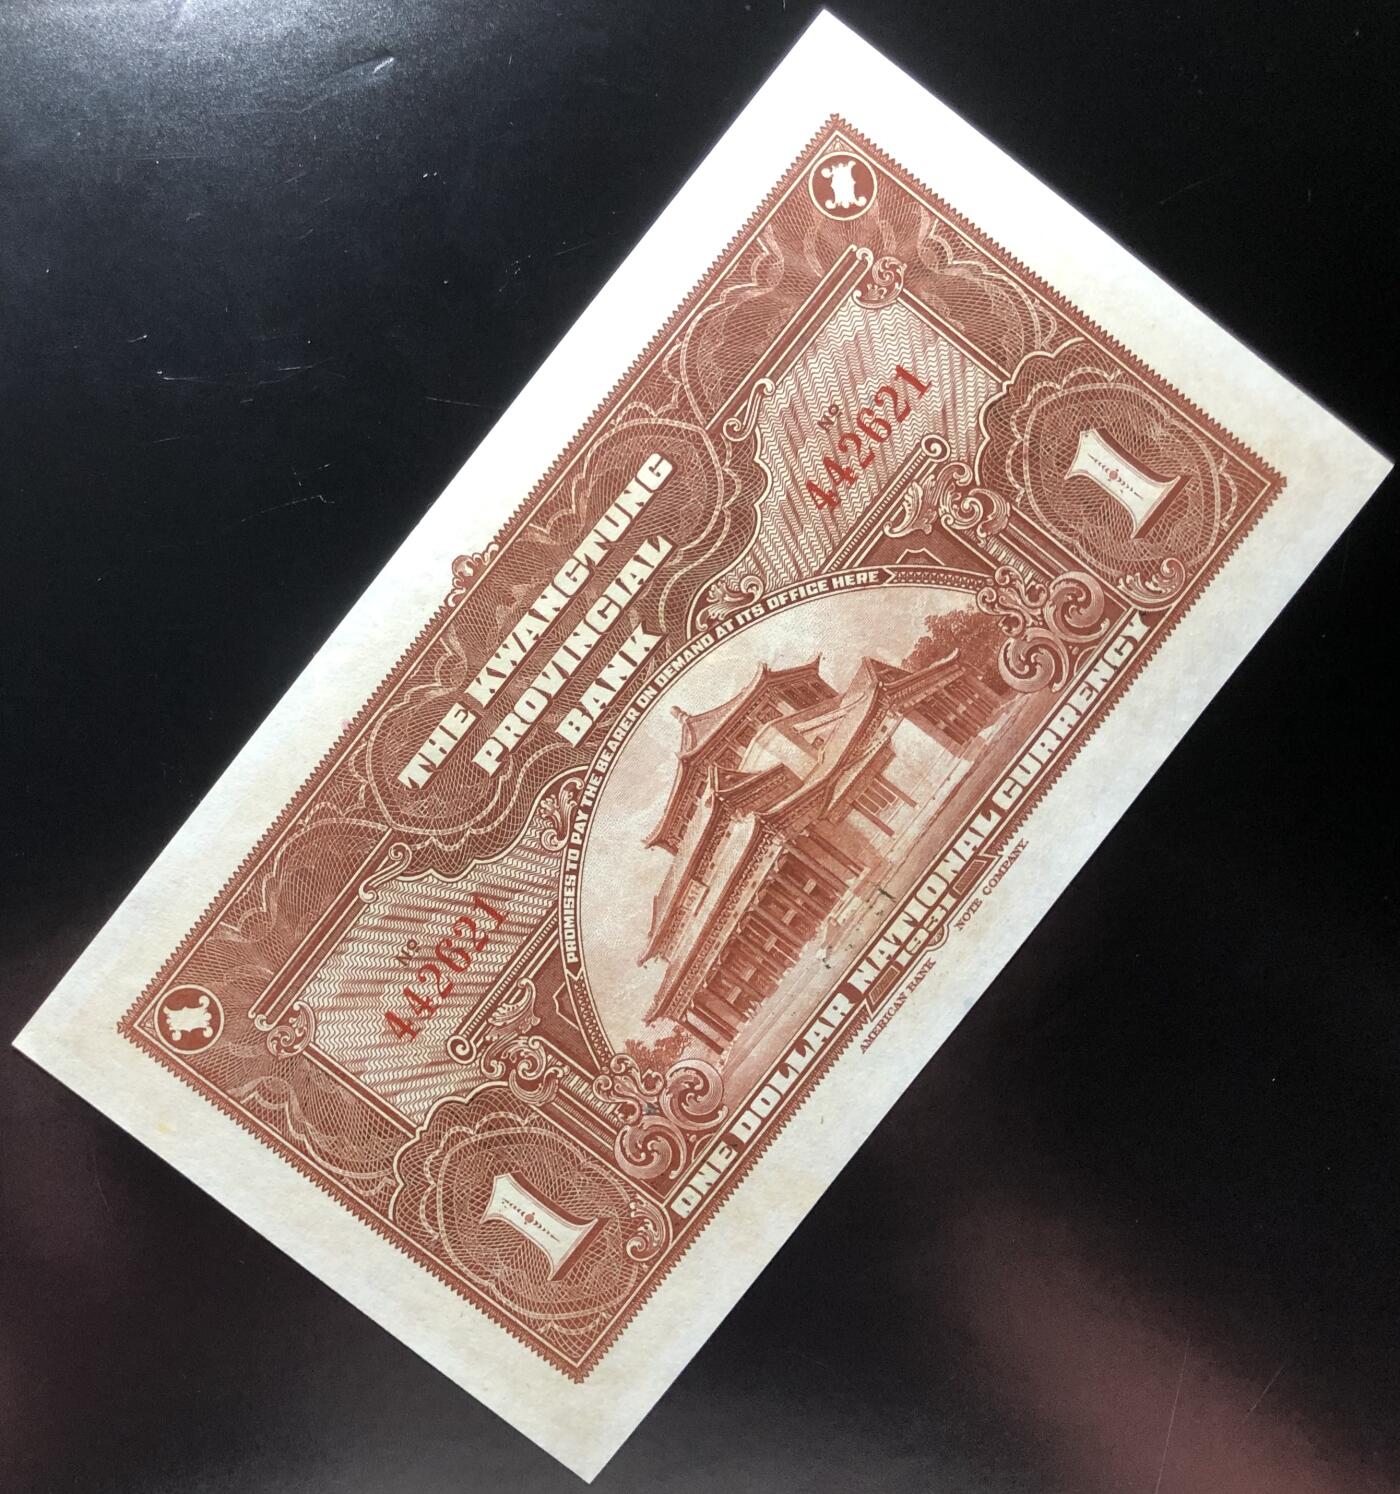 1
1
THE KWANGTUNG
PROVINCIAL
BANK
Nº
442621
Nº
442621
PROMISES TO PAY THE BEARER ON DEMAND AT ITS OFFICE HERE
1
1
ONE DOLLAR NATIONAL CURRENCY
1931
AMERICAN BANK NOTE COMPANY.